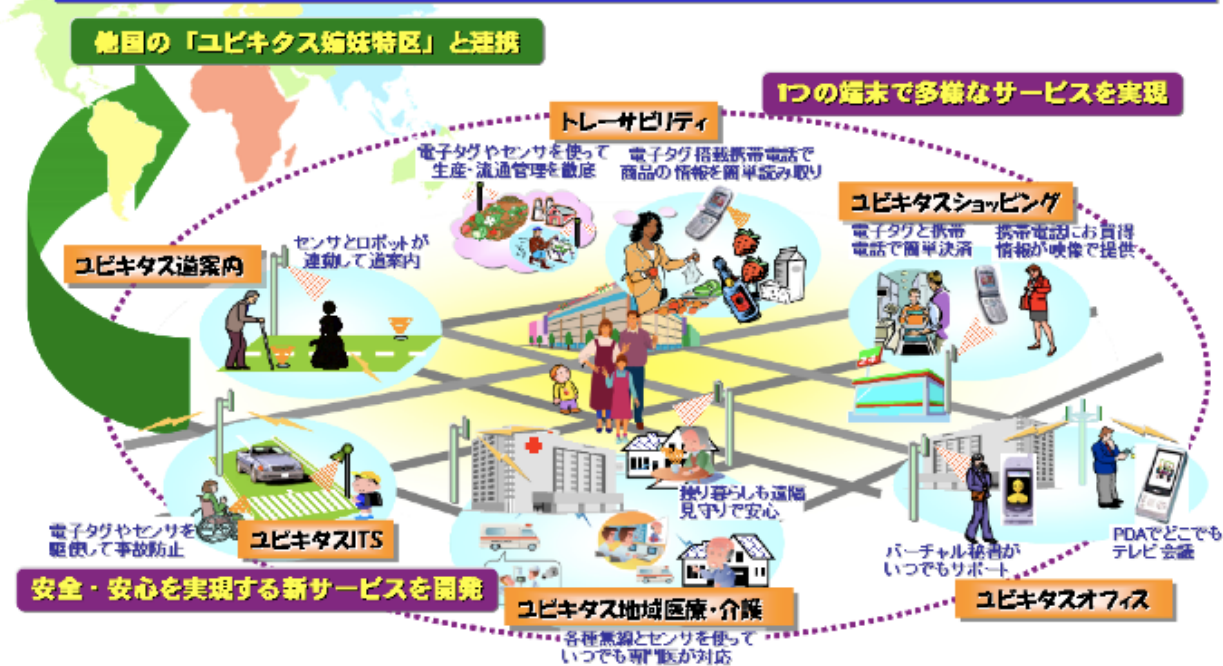 他国の「ユビキタス姉妹特区」と連携
1つの端末で多様なサービスを実現
トレーサビリティ
電子タグやセンサを使って
生産・流通管理を徹底
電子タグ搭載携帯電話で
商品の情報を簡単読み取り
ユビキタスショッピング
電子タグと携帯
電話で簡単決済
携帯電話にお買得
情報が映像で提供
ユビキタス道案内
センサとロボットが
連動して道案内
電子タグやセンサを
駆使して事故防止
ユビキタスITS
独り暮らしも遠隔
見守りで安心
バーチャル秘書が
いつでもサポート
PDAでどこでも
テレビ会議
ユビキタスオフィス
安全・安心を実現する新サービスを開発
ユビキタス地域医療・介護
各種無線とセンサを使って
いつでも専門医が対応